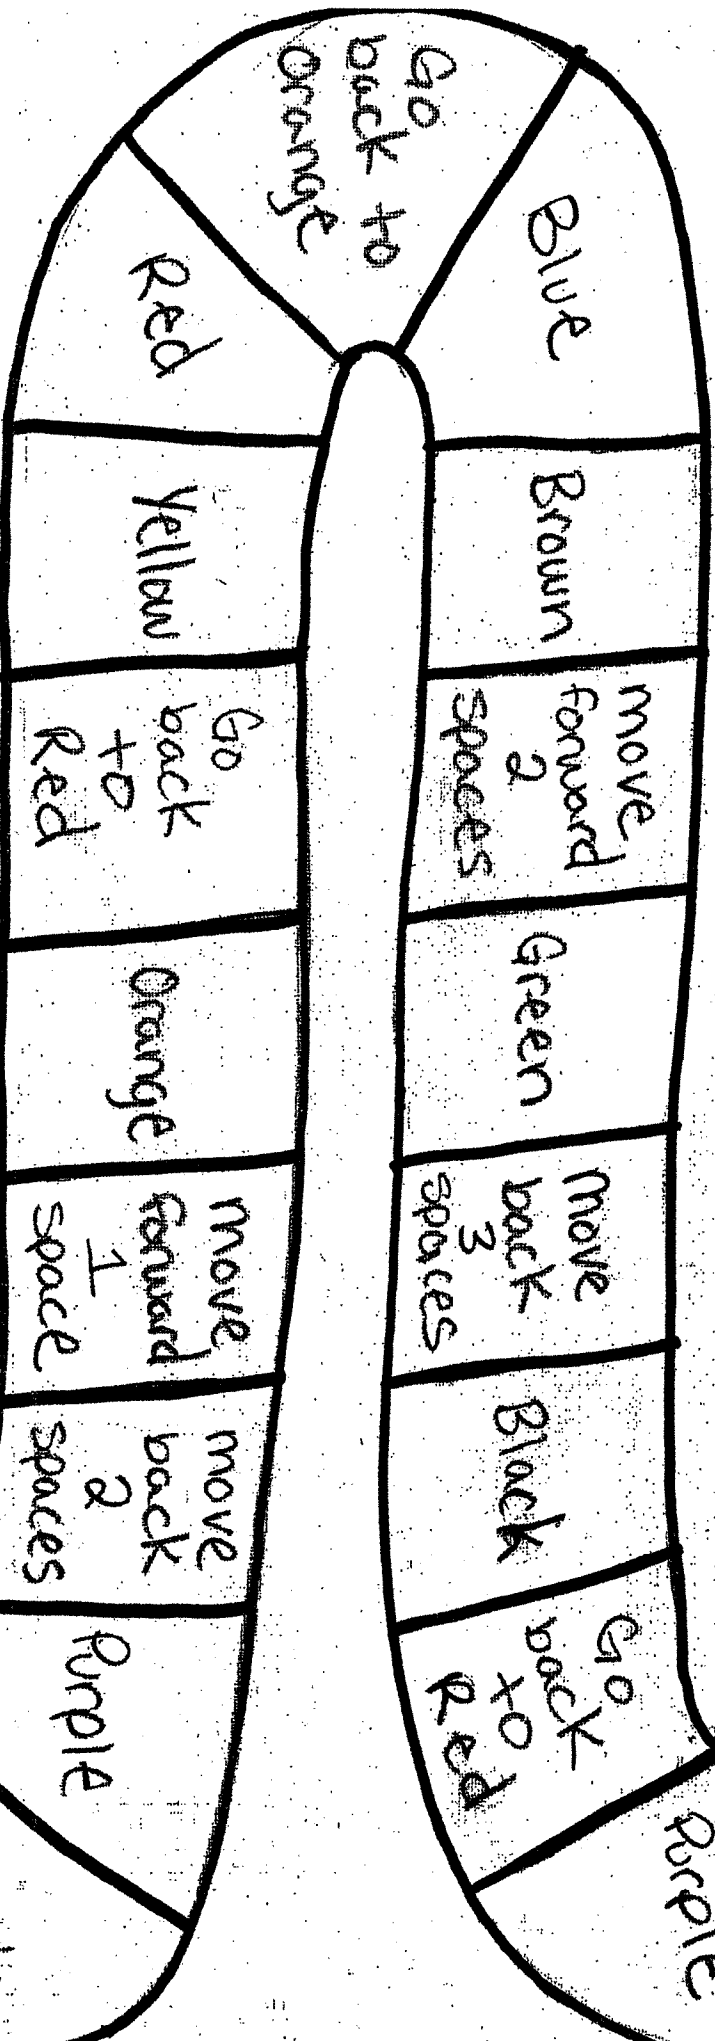 Go
back to
orange
Blue
Red
Brown
Yellow
move
forward
2
spaces
Go
back
to
Red
Green
Orange
move
back
3
spaces
move
forward
1
space
Black
move
back
2
spaces
Go
back
to
Red
Purple
Purple